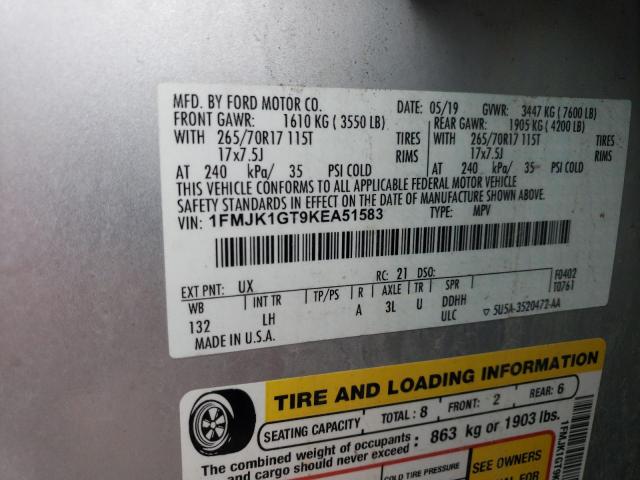 MFD. BY FORD MOTOR CO.
DATE: 05/19 GVWR: 3447 KG (7600 LB)
FRONT GAWR: 1610 KG (3550 LB) REAR GAWR: 1905 KG (4200 LB)
WITH 265/70R17 115T TIRES WITH 265/70R17 115T TIRES
17x7.5J RIMS 17x7.5J RIMS
AT 240 kPa/ 35 PSI COLD AT 240 kPa/ 35 PSI COLD
THIS VEHICLE CONFORMS TO ALL APPLICABLE FEDERAL MOTOR VEHICLE
SAFETY STANDARDS IN EFFECT ON THE DATE OF MANUFACTURE SHOWN ABOVE.
VIN: 1FMJK1GT9KEA51583 TYPE: MPV
EXT PNT: UX RC: 21 DSO: F0402
WB INT TR TP/PS R AXLE TR SPR T0761
132 LH A 3L U DDHH
ULC ▽ 5U5A-3520472-AA
MADE IN U.S.A.
TIRE AND LOADING INFORMATION
SEATING CAPACITY TOTAL: 8 FRONT: 2 REAR: 6
The combined weight of occupants
and cargo should never exceed : 863 kg or 1903 lbs.
COLD TIRE PRESSURE
SEE OWNERS
MANUAL FOR